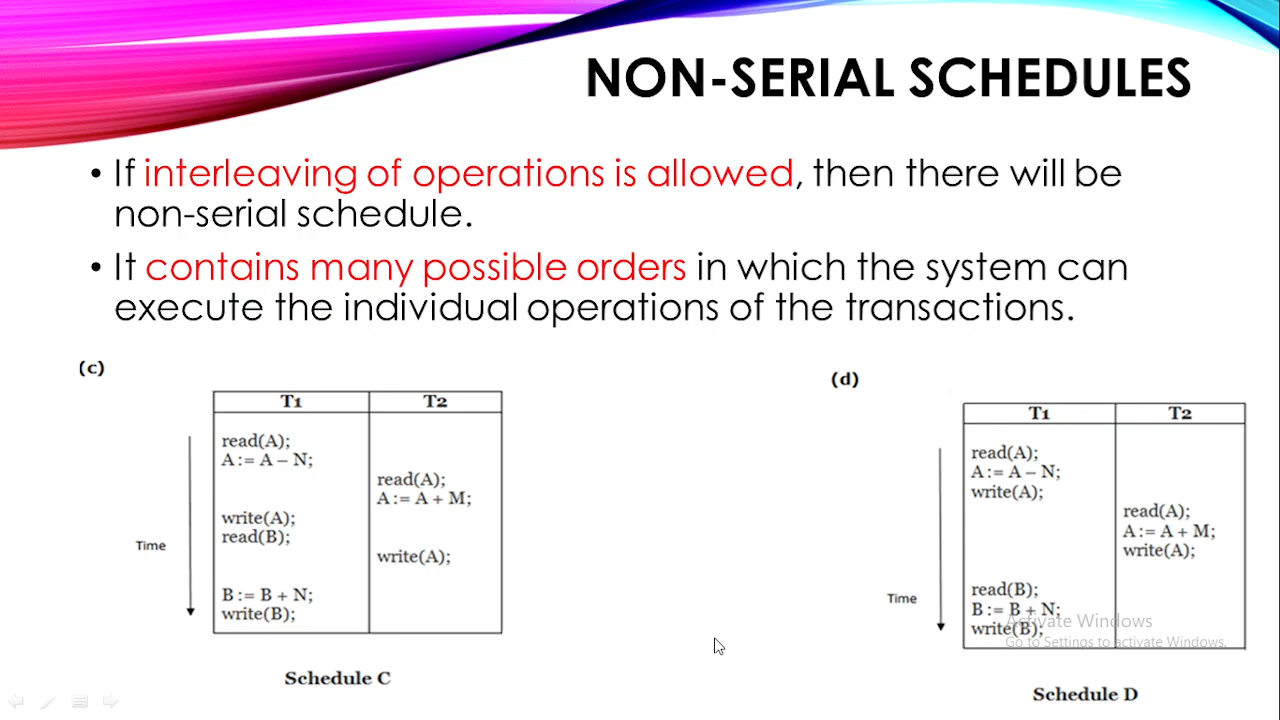 NON-SERIAL SCHEDULES
• If interleaving of operations is allowed, then there will be
non-serial schedule.
• It contains many possible orders in which the system can
execute the individual operations of the transactions.
(c)
T1 T2
read(A);
A:= A – N;
read(A);
A:= A + M;
write(A);
read(B);
Time
write(A);
B:= B + N;
write(B);
Schedule C
(d)
T1 T2
read(A);
A:= A – N;
write(A);
read(A);
A:= A + M;
write(A);
read(B);
Time
B:= B + N;
write(B);
Activate Windows
Go to Settings to activate Windows.
Schedule D